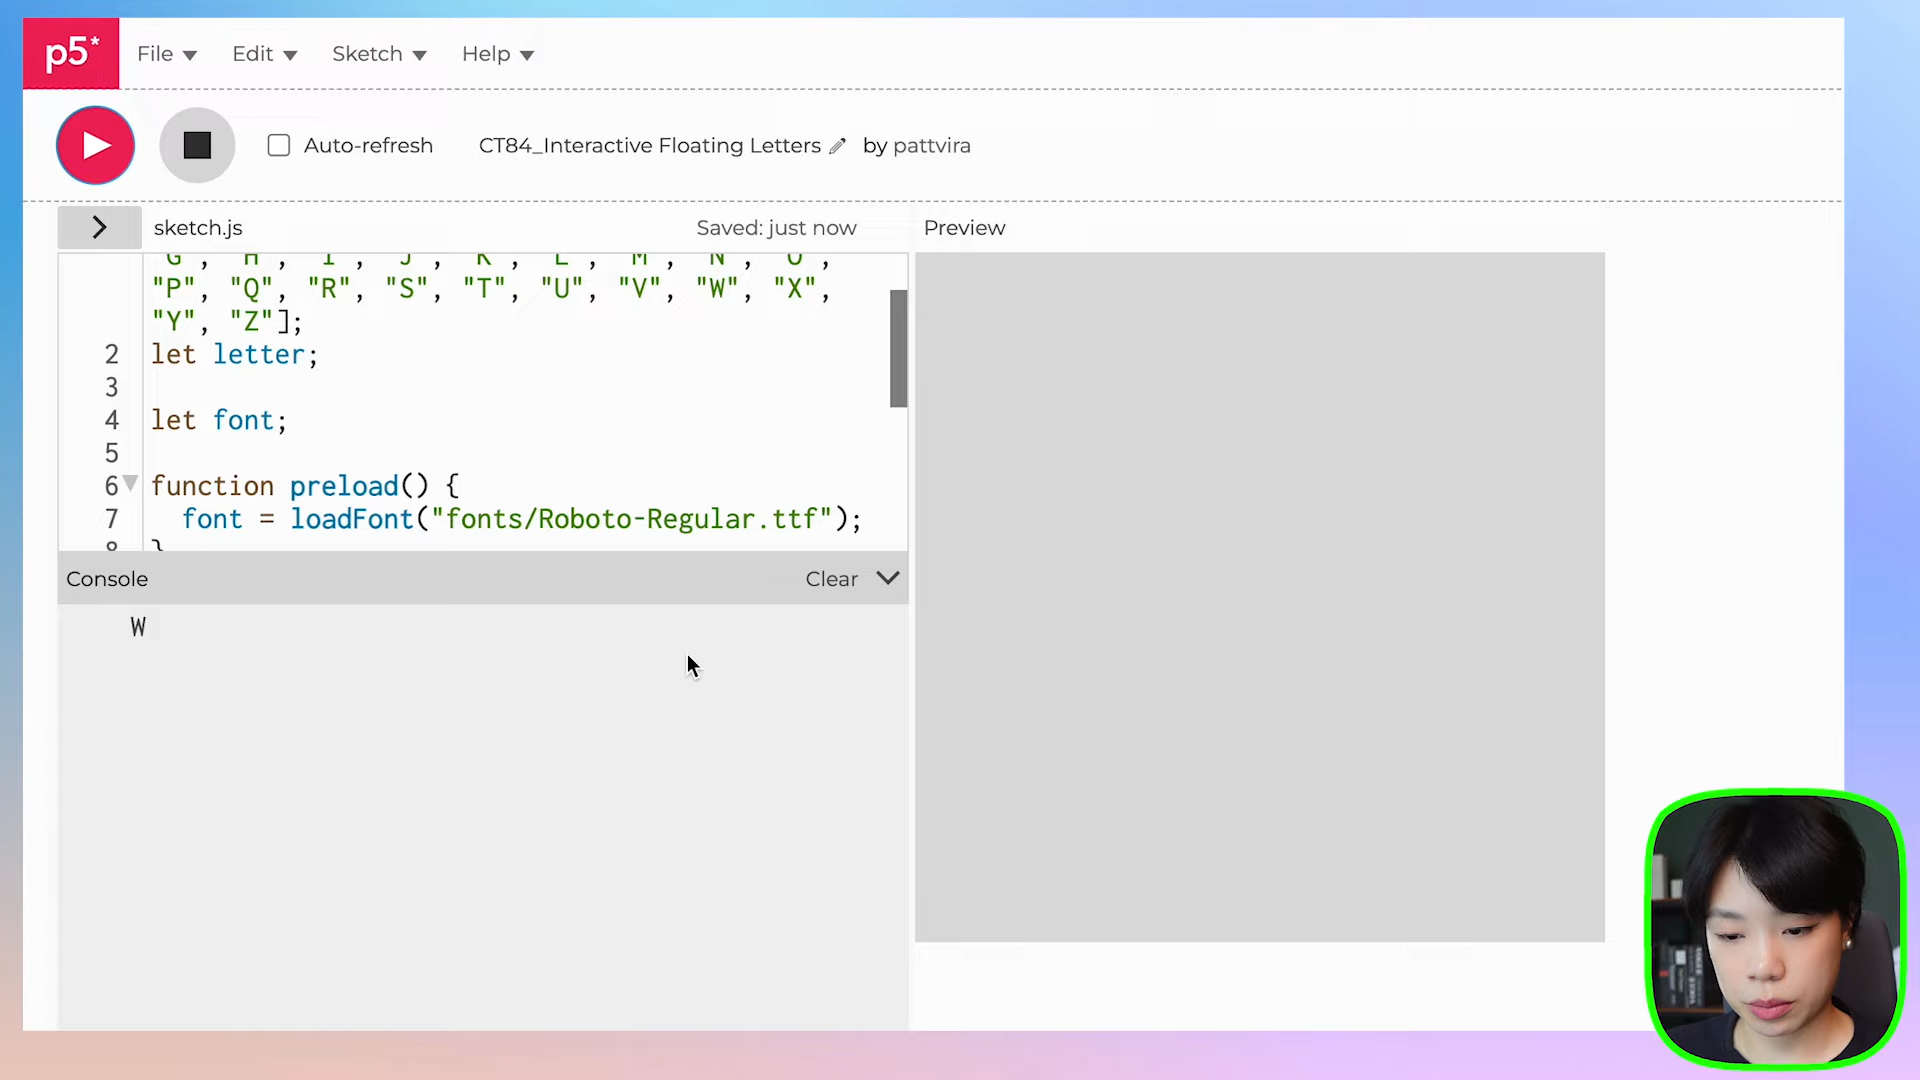 p5*
File
Edit
Sketch
Help
Auto-refresh
CT84_Interactive Floating Letters
by pattvira
sketch.js
Saved: just now
Preview
"G", "H", "I", "J", "K", "L", "M", "N", "O",
"P", "Q", "R", "S", "T", "U", "V", "W", "X",
"Y", "Z"];
2 let letter;
3
4 let font;
5
6 function preload() {
7 font = loadFont("fonts/Roboto-Regular.ttf");
8 }
Console
Clear
W